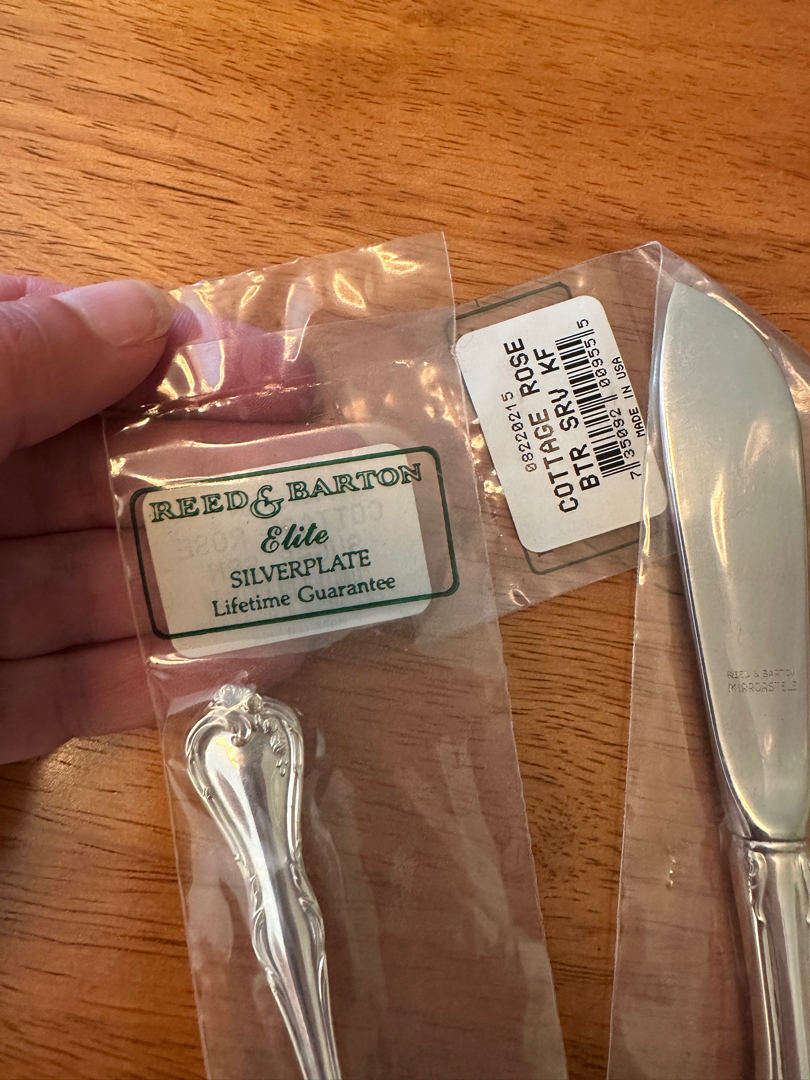 REED & BARTON
Elite
SILVERPLATE
Lifetime Guarantee
08220215
COTTAGE ROSE
BTR SRV KF
7 35092 00955 5
MADE IN USA
REED & BARTON
MIRRORSTELE